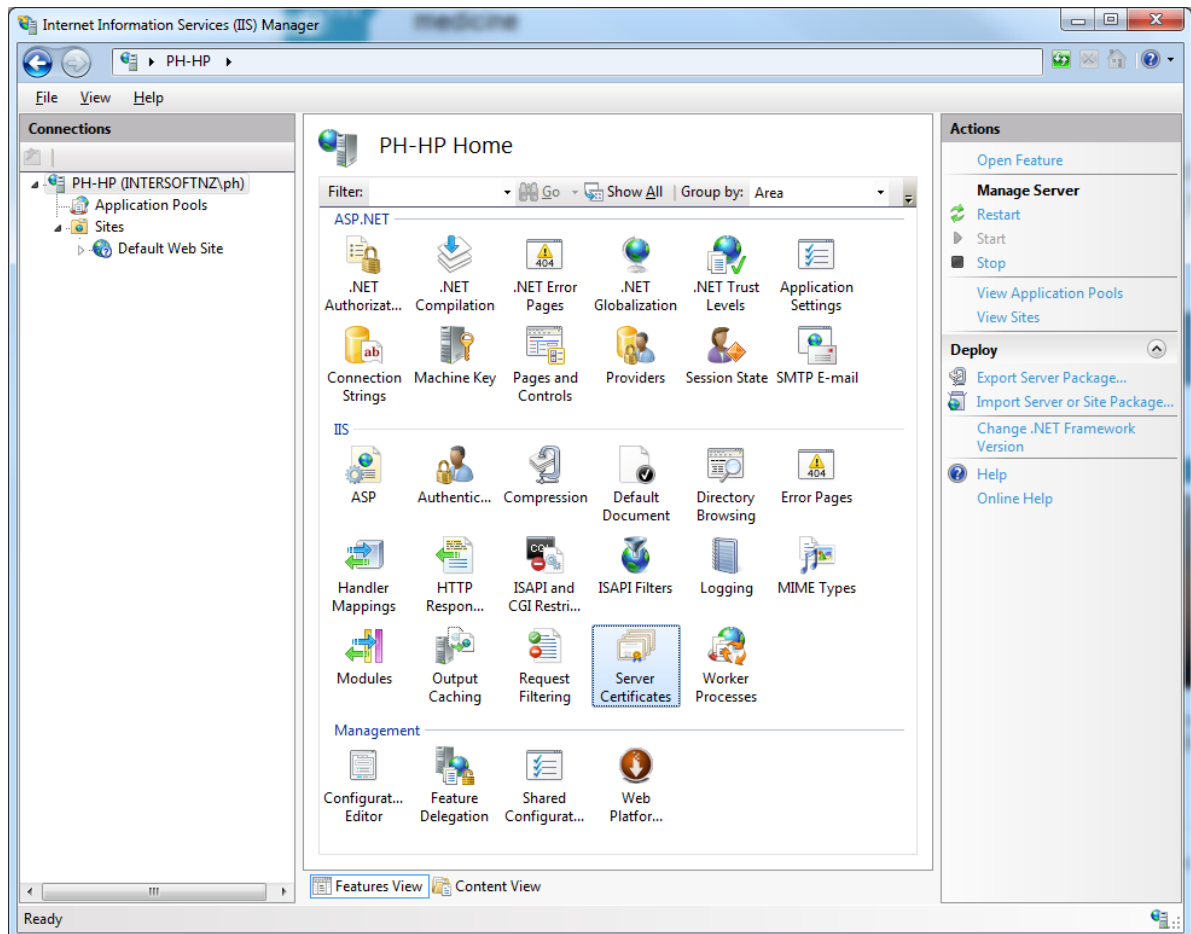 Internet Information Services (IIS) Manager
medicine
PH-HP
File View Help
Connections
PH-HP (INTERSOFTNZ\ph)
Application Pools
Sites
Default Web Site
PH-HP Home
Filter: Go Show All Group by: Area
ASP.NET
.NET Authorizat...
.NET Compilation
.NET Error Pages
.NET Globalization
.NET Trust Levels
Application Settings
Connection Strings
Machine Key
Pages and Controls
Providers
Session State
SMTP E-mail
IIS
ASP
Authentic...
Compression
Default Document
Directory Browsing
Error Pages
Handler Mappings
HTTP Respon...
ISAPI and CGI Restri...
ISAPI Filters
Logging
MIME Types
Modules
Output Caching
Request Filtering
Server Certificates
Worker Processes
Management
Configurat... Editor
Feature Delegation
Shared Configurat...
Web Platfor...
Features View Content View
Actions
Open Feature
Manage Server
Restart
Start
Stop
View Application Pools
View Sites
Deploy
Export Server Package...
Import Server or Site Package...
Change .NET Framework
Version
Help
Online Help
Ready